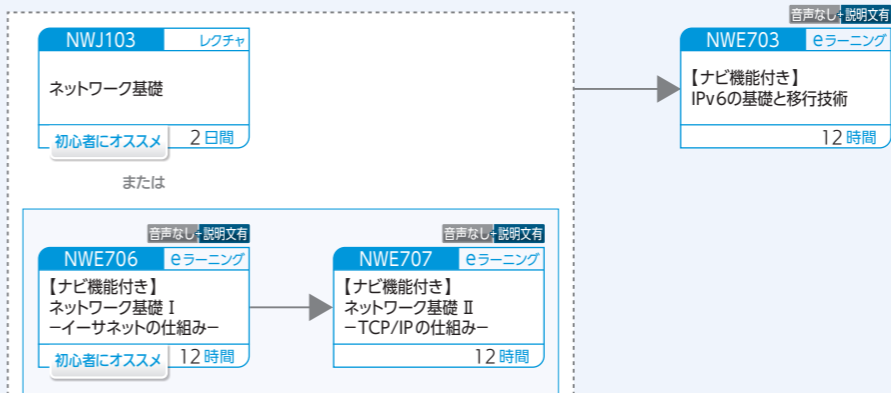 NWJ103 レクチャ
ネットワーク基礎
初心者にオススメ 2日間
または
音声なし+説明文有
NWE706 eラーニング
【ナビ機能付き】
ネットワーク基礎 Ⅰ
－イーサネットの仕組み－
初心者にオススメ 12時間
音声なし+説明文有
NWE707 eラーニング
【ナビ機能付き】
ネットワーク基礎 Ⅱ
－TCP/IPの仕組み－
12時間
音声なし+説明文有
NWE703 eラーニング
【ナビ機能付き】
IPv6の基礎と移行技術
12時間